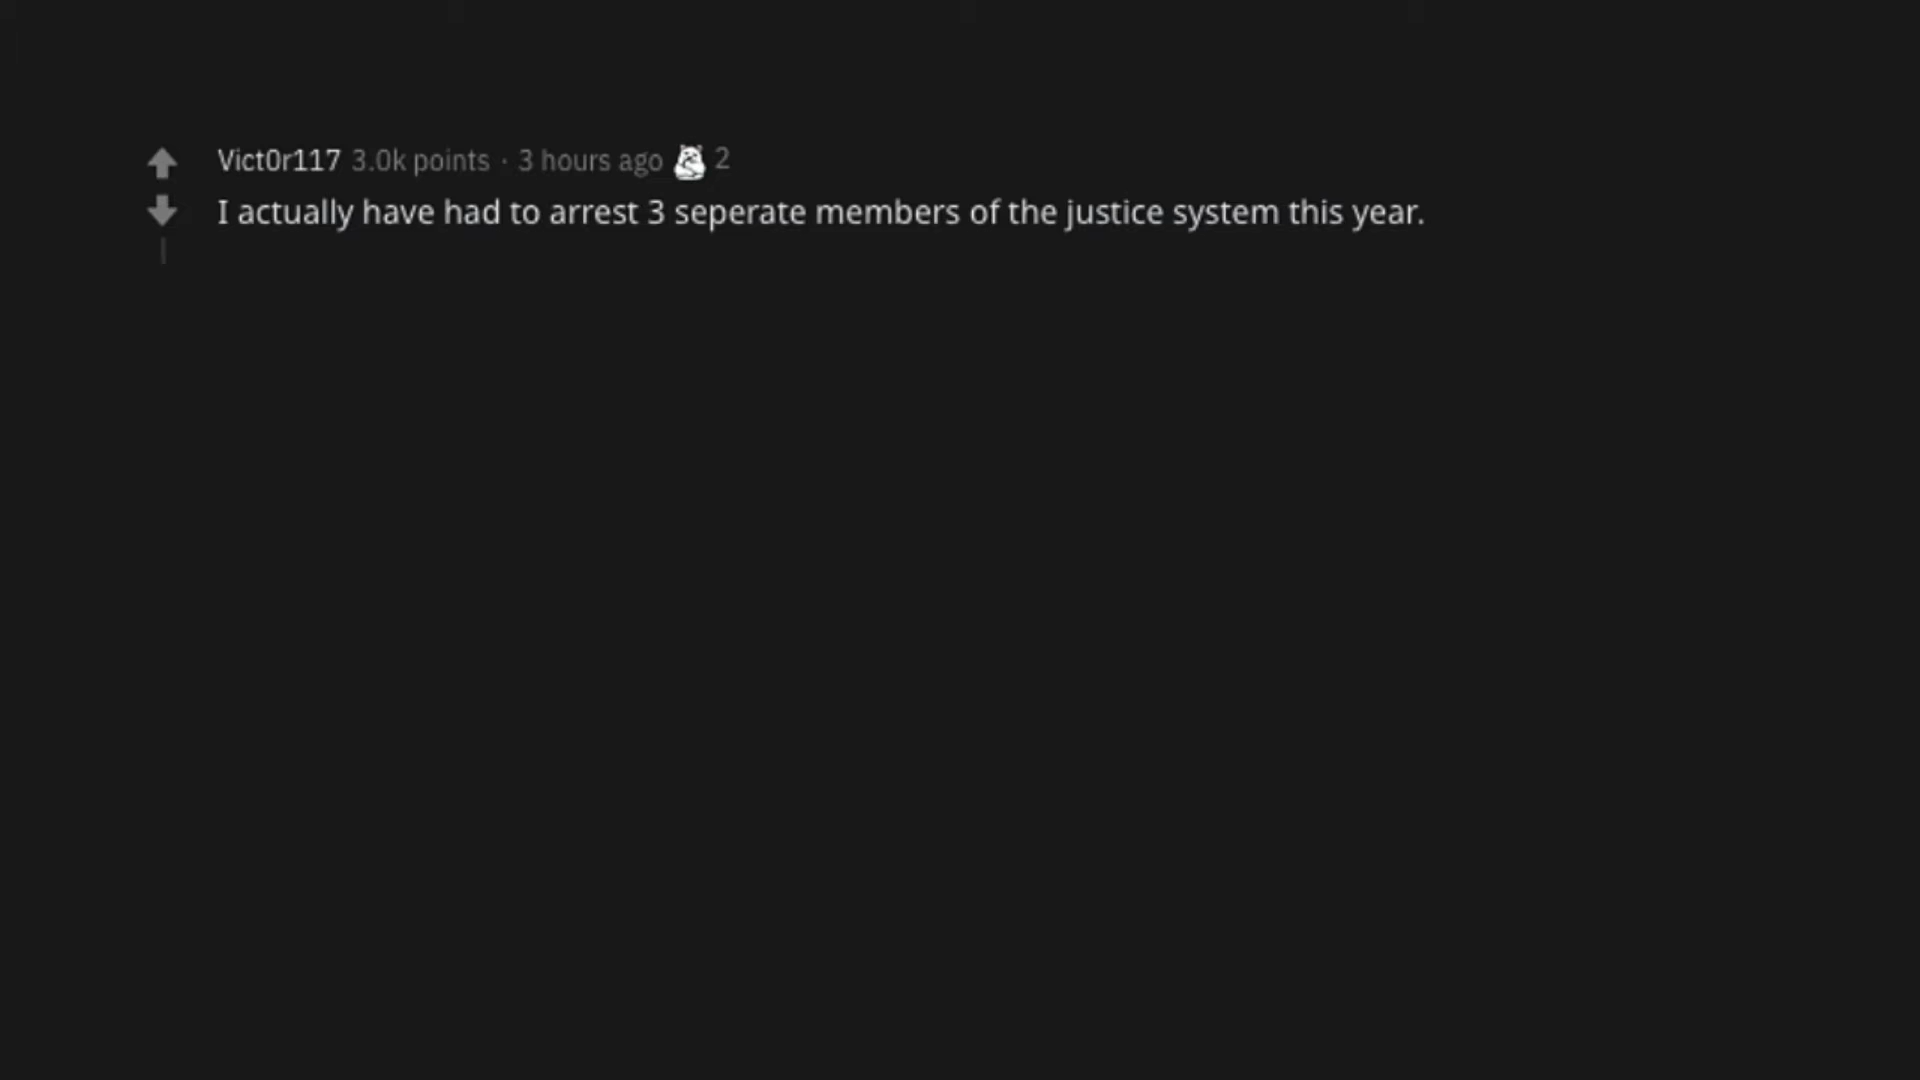 Vict0r117 3.0k points · 3 hours ago 2
I actually have had to arrest 3 seperate members of the justice system this year.